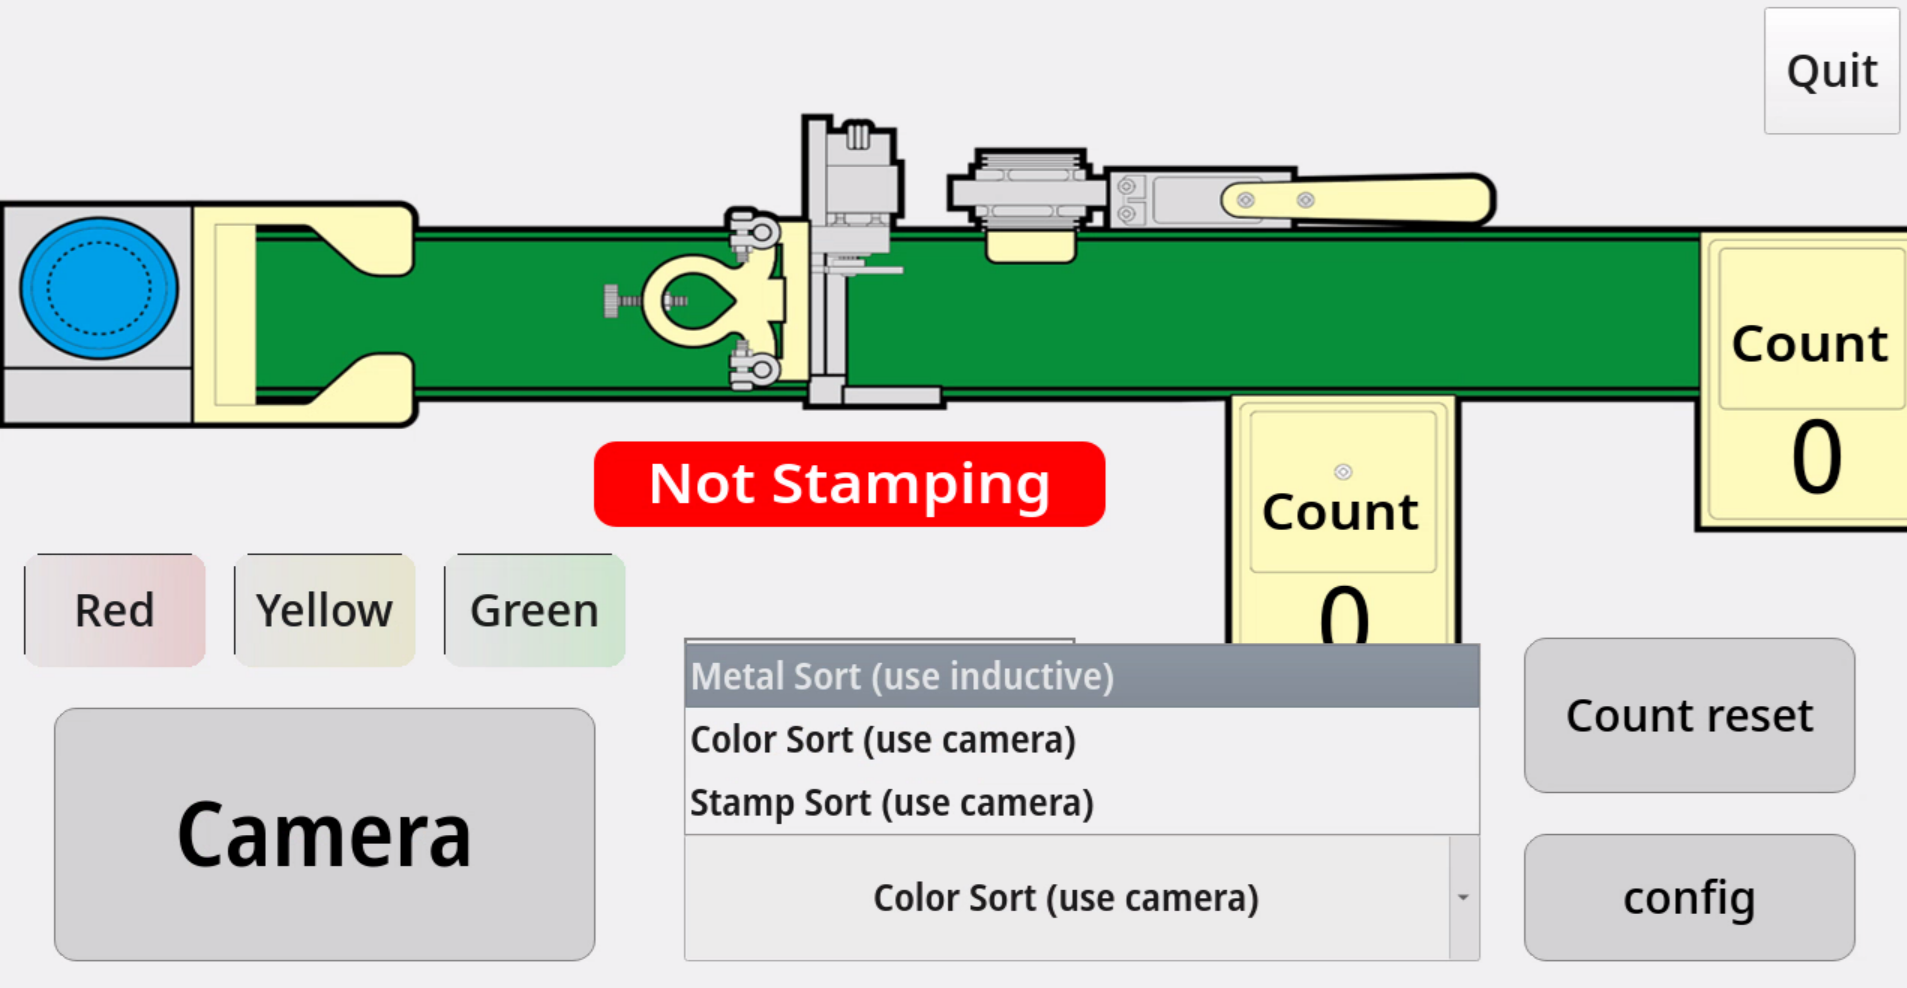 Quit
Count
0
Not Stamping
Count
0
Red
Yellow
Green
Metal Sort (use inductive)
Color Sort (use camera)
Stamp Sort (use camera)
Count reset
Camera
Color Sort (use camera)
config